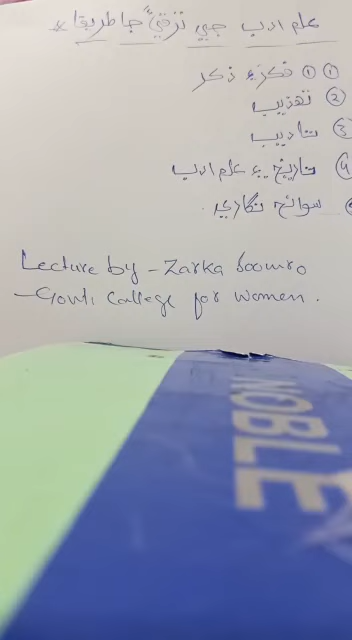 علم ادب جي ترقيءَ جا طريقا *
① ① فڪر ۽ ذڪر
② تهذيب
③ تاديب
④ تاريخ ۽ علم ادب
سوانح نگاري.
Lecture by - Zarka Soomro
- Govt: College for women.
NOBLE